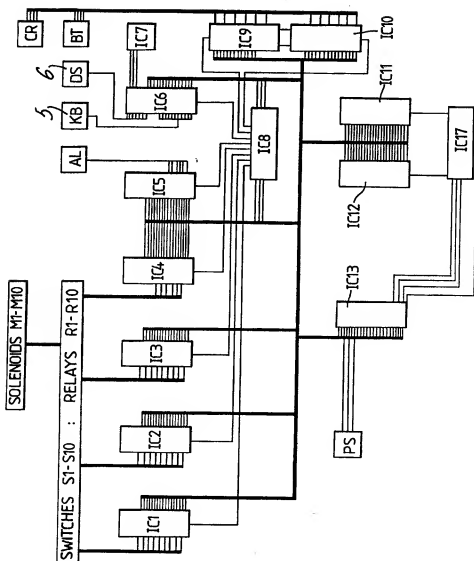 CR
BT
IC7
IC9
IC10
6
DS
IC6
5
KB
IC8
IC11
IC17
AL
IC5
IC12
IC4
IC13
SOLENOIDS M1-M10
SWITCHES S1-S10 : RELAYS R1-R10
IC3
IC2
PS
IC1